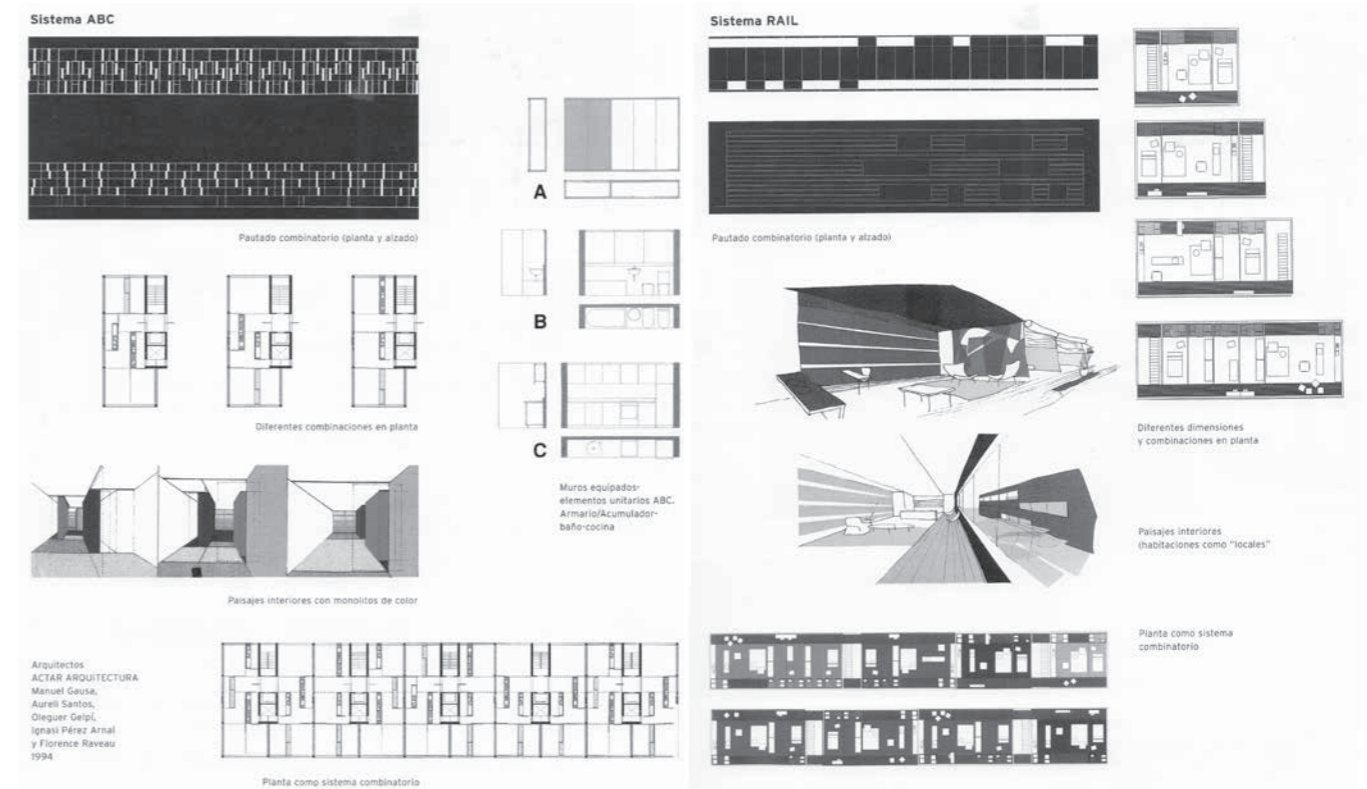 Sistema ABC
Pautado combinatorio (planta y alzado)
A
B
C
Diferentes combinaciones en planta
Muros equipados-
elementos unitarios ABC.
Armario/Acumulador-
baño-cocina
Paisajes interiores con monolitos de color
Arquitectos
ACTAR ARQUITECTURA
Manuel Gausa,
Aureli Santos,
Oleguer Gelpí,
Ignasi Pérez Arnal
y Florence Raveau
1994
Planta como sistema combinatorio
Sistema RAIL
Pautado combinatorio (planta y alzado)
Diferentes dimensiones
y combinaciones en planta
Paisajes interiores
(habitaciones como "locales"
Planta como sistema
combinatorio